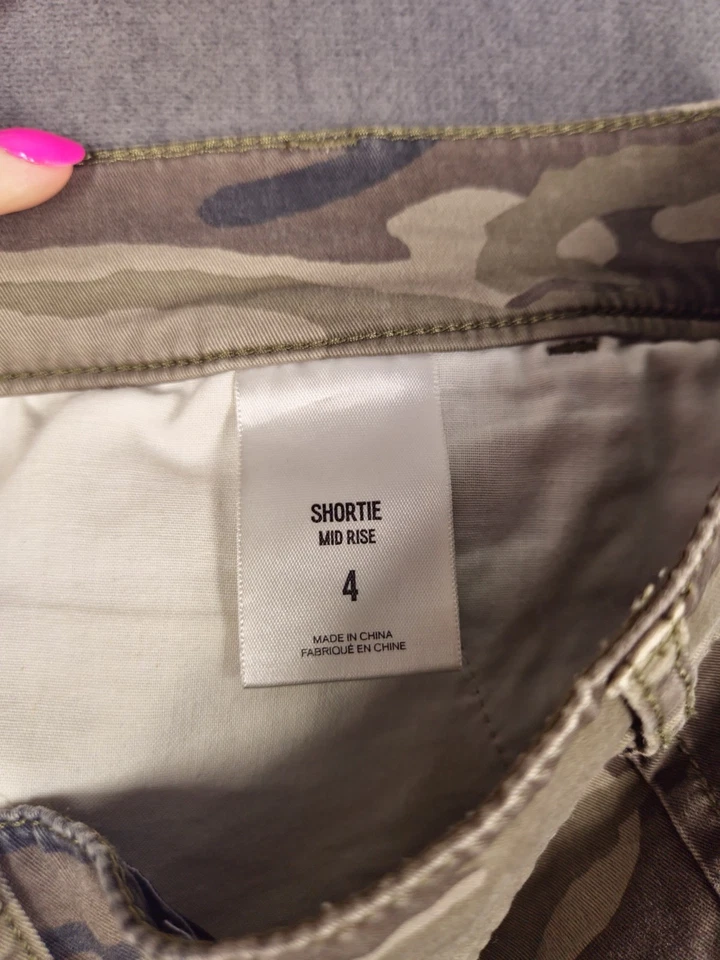 SHORTIE
MID RISE
4
MADE IN CHINA
FABRIQUÉ EN CHINE